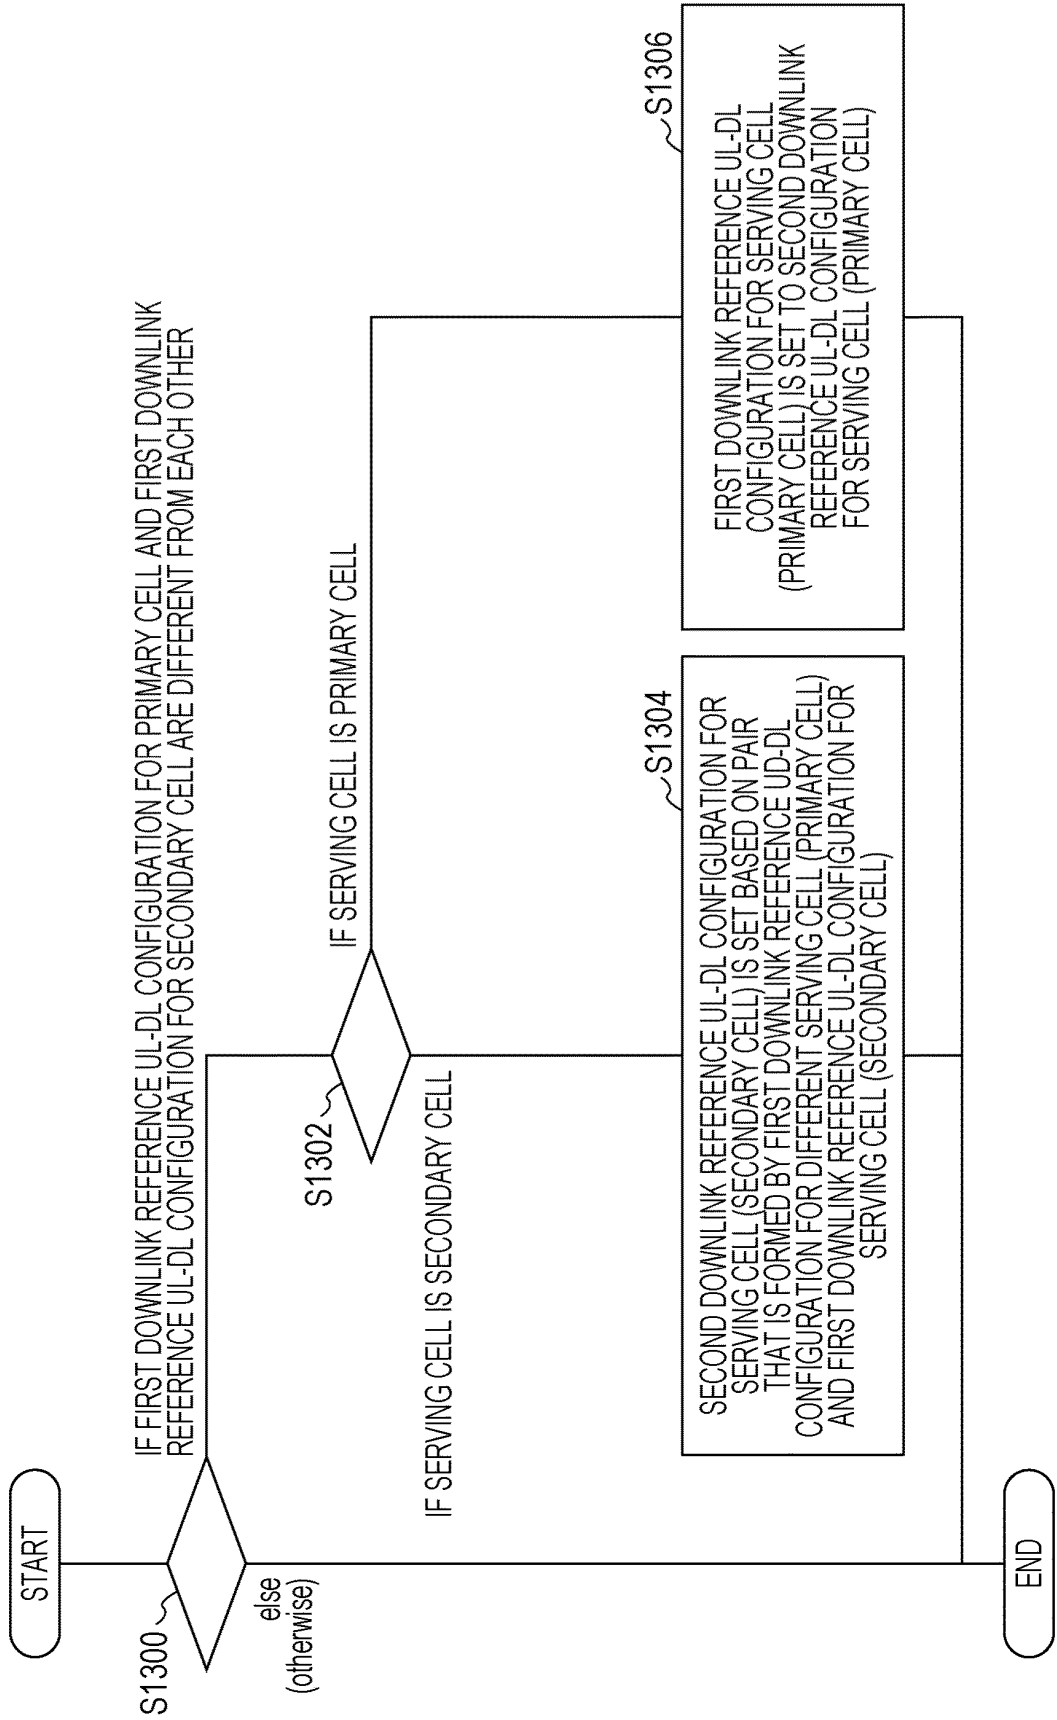 START
S1300
IF FIRST DOWNLINK REFERENCE UL-DL CONFIGURATION FOR PRIMARY CELL AND FIRST DOWNLINK
REFERENCE UL-DL CONFIGURATION FOR SECONDARY CELL ARE DIFFERENT FROM EACH OTHER
else
(otherwise)
S1302
IF SERVING CELL IS PRIMARY CELL
IF SERVING CELL IS SECONDARY CELL
S1304
SECOND DOWNLINK REFERENCE UL-DL CONFIGURATION FOR
SERVING CELL (SECONDARY CELL) IS SET BASED ON PAIR
THAT IS FORMED BY FIRST DOWNLINK REFERENCE UD-DL
CONFIGURATION FOR DIFFERENT SERVING CELL (PRIMARY CELL)
AND FIRST DOWNLINK REFERENCE UL-DL CONFIGURATION FOR
SERVING CELL (SECONDARY CELL)
S1306
FIRST DOWNLINK REFERENCE UL-DL
CONFIGURATION FOR SERVING CELL
(PRIMARY CELL) IS SET TO SECOND DOWNLINK
REFERENCE UL-DL CONFIGURATION
FOR SERVING CELL (PRIMARY CELL)
END